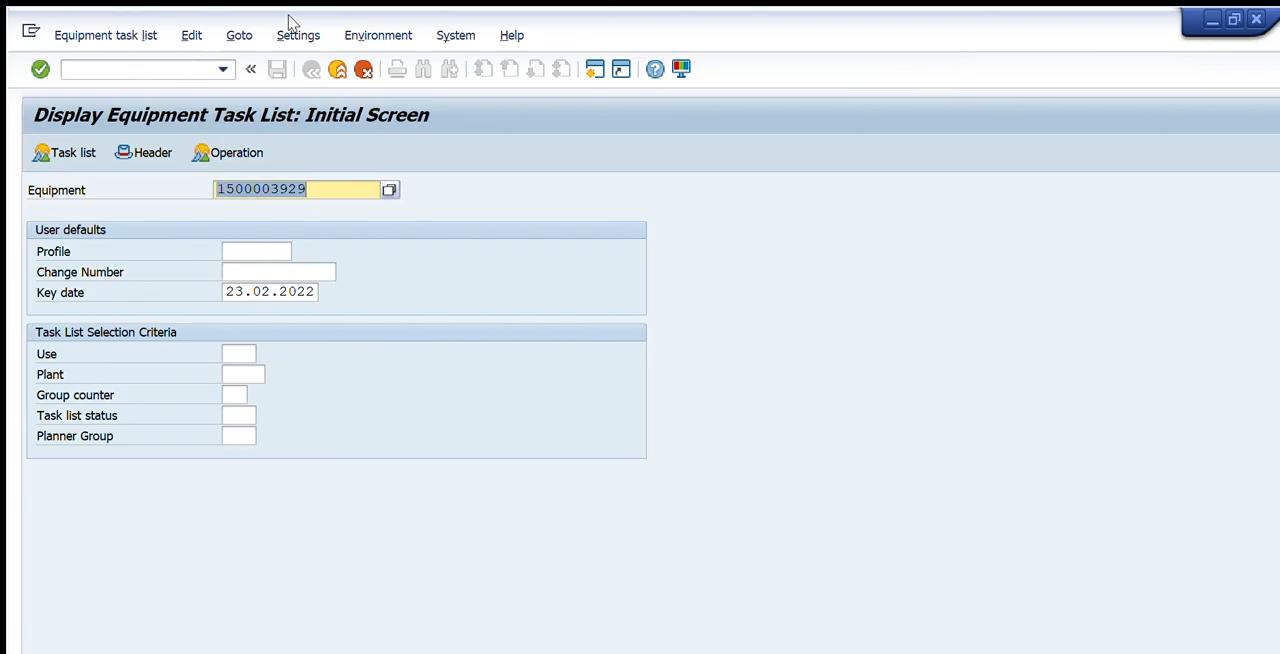 Equipment task list Edit Goto Settings Environment System Help
Display Equipment Task List: Initial Screen
Task list Header Operation
Equipment 1500003929
User defaults
Profile
Change Number
Key date 23.02.2022
Task List Selection Criteria
Use
Plant
Group counter
Task list status
Planner Group